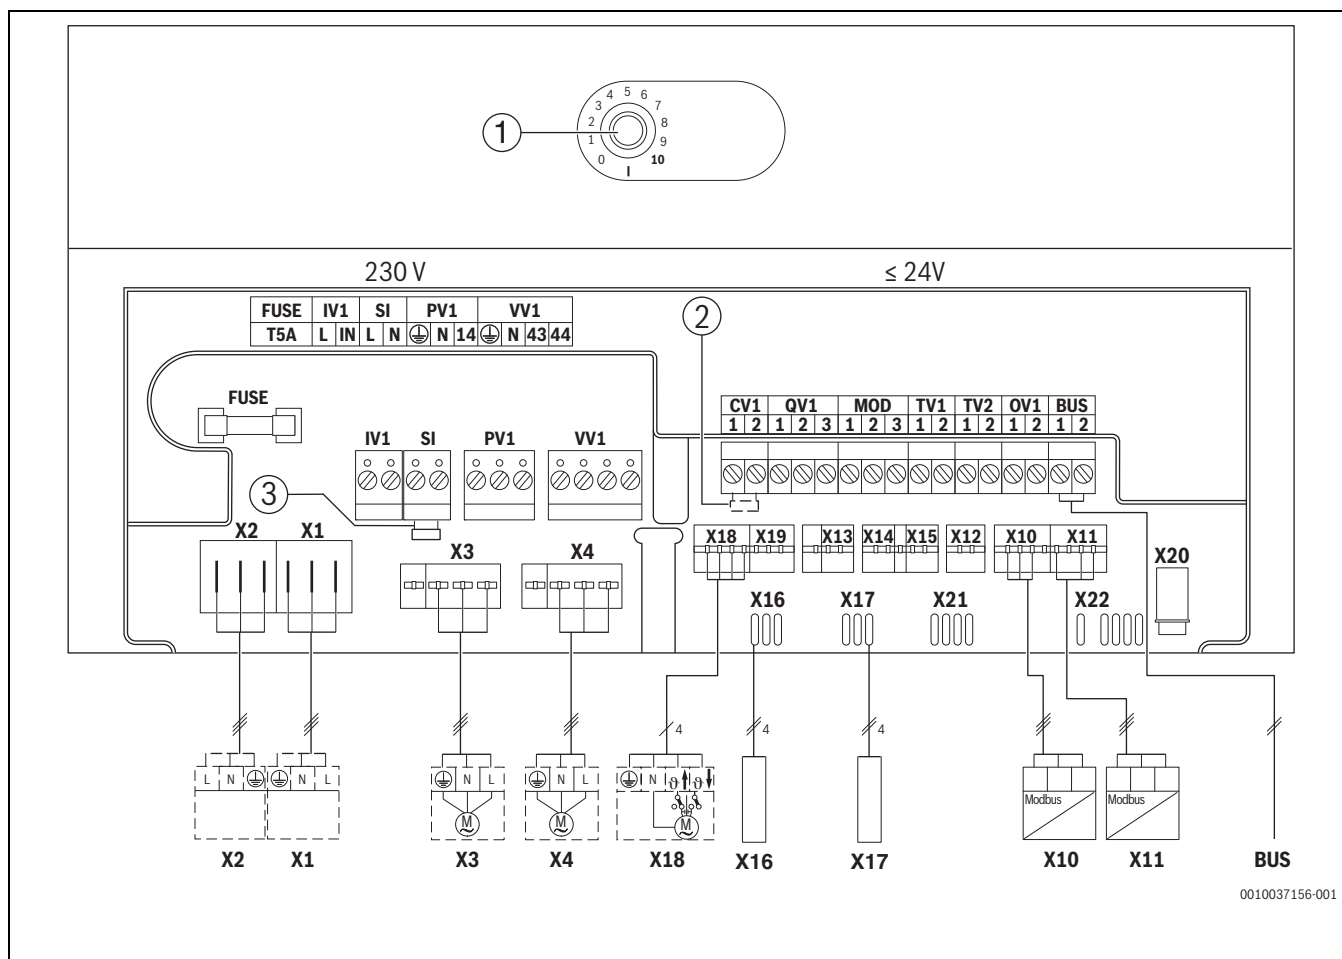 4 5 6
3 7
2 8
1 9
0 10
I
1
230 V ≤ 24V
FUSE IV1 SI PV1 VV1
T5A L IN L N N 14 N 43 44
2
FUSE
CV1 QV1 MOD TV1 TV2 OV1 BUS
1 2 1 2 3 1 2 3 1 2 1 2 1 2 1 2
IV1 SI PV1 VV1
3
X2 X1 X3 X4
X18 X19 X13 X14 X15 X12 X10 X11
X20
X16 X17 X21 X22
4 4 4
L N N L N L N L N ϑ ϑ
M M M
Modbus Modbus
X2 X1 X3 X4 X18 X16 X17 X10 X11 BUS
0010037156-001